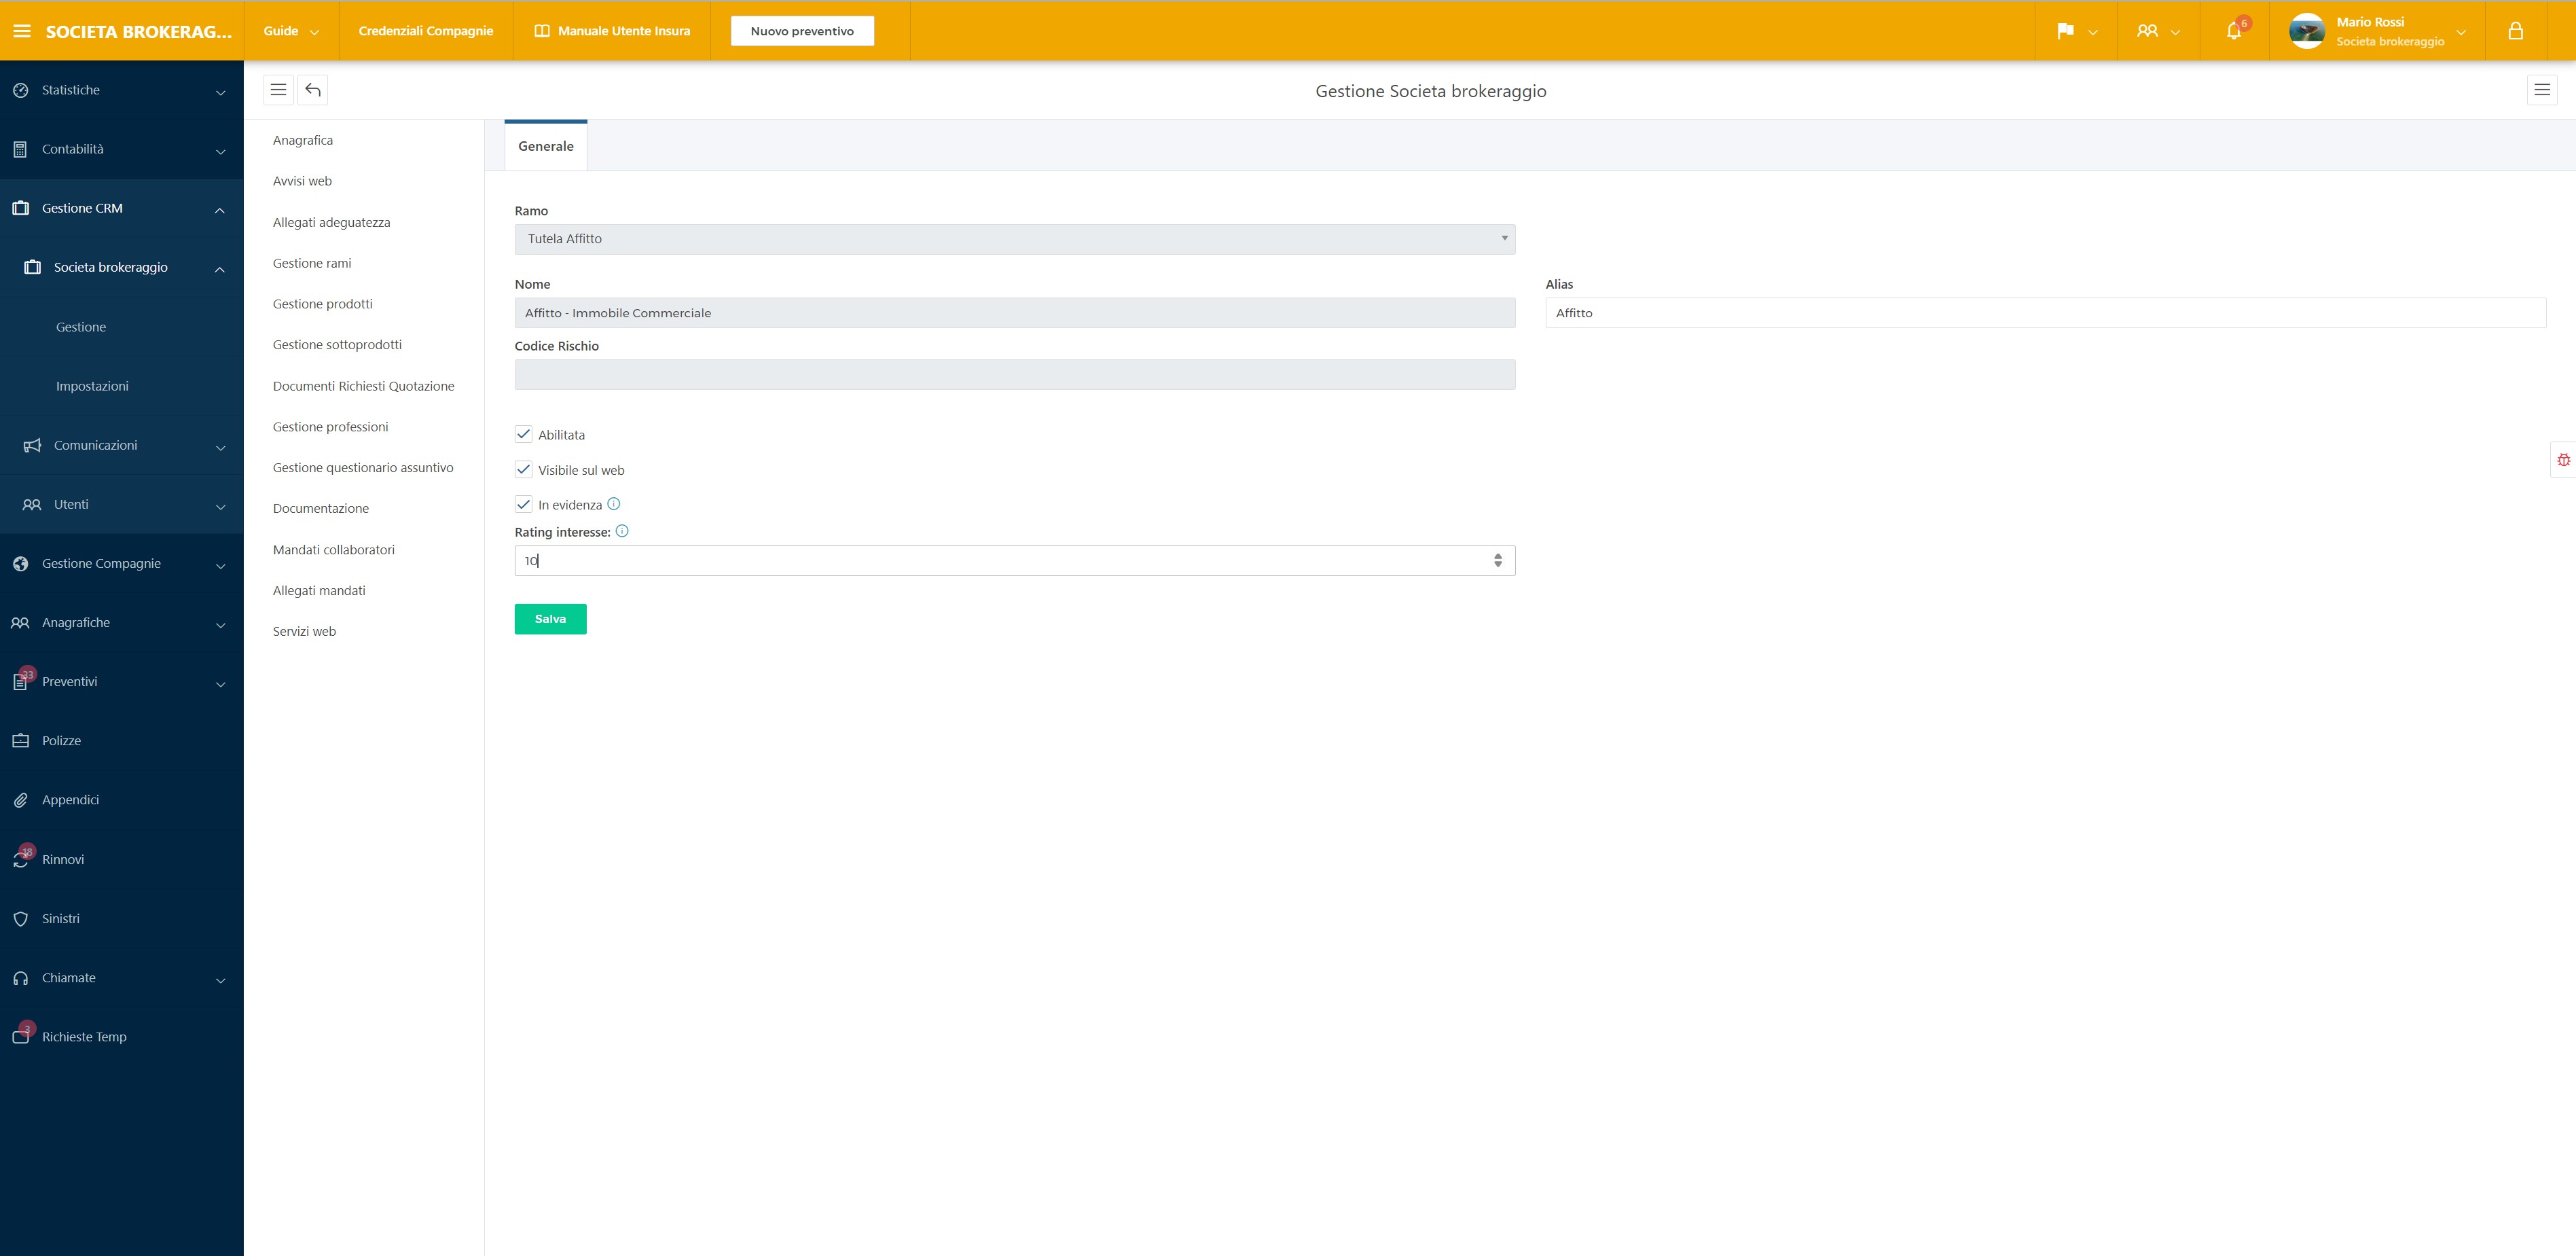 SOCIETA BROKERAG...
Guide
Credenziali Compagnie
Manuale Utente Insura
Nuovo preventivo
6
Mario Rossi
Societa brokeraggio
Statistiche
Contabilità
Gestione CRM
Societa brokeraggio
Gestione
Impostazioni
Comunicazioni
Utenti
Gestione Compagnie
Anagrafiche
33
Preventivi
Polizze
Appendici
18
Rinnovi
Sinistri
Chiamate
3
Richieste Temp
Gestione Societa brokeraggio
Anagrafica
Avvisi web
Allegati adeguatezza
Gestione rami
Gestione prodotti
Gestione sottoprodotti
Documenti Richiesti Quotazione
Gestione professioni
Gestione questionario assuntivo
Documentazione
Mandati collaboratori
Allegati mandati
Servizi web
Generale
Ramo
Tutela Affitto
Nome
Affitto - Immobile Commerciale
Alias
Affitto
Codice Rischio
Abilitata
Visibile sul web
In evidenza
Rating interesse:
10
Salva